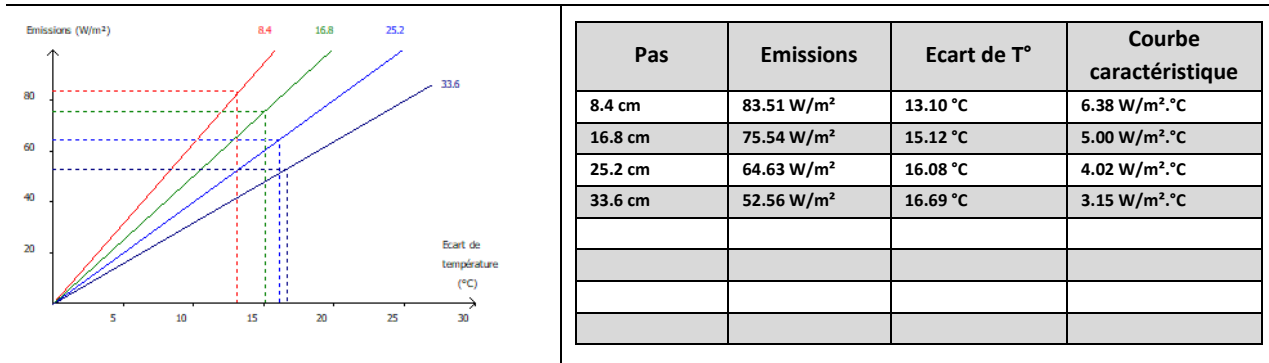 Emissions (W/m²)
8.4
16.8
25.2
33.6
80
60
40
20
Ecart de
température
(°C)
5
10
15
20
25
30
Pas Emissions Ecart de T° Courbe
caractéristique
8.4 cm 83.51 W/m² 13.10 °C 6.38 W/m².°C
16.8 cm 75.54 W/m² 15.12 °C 5.00 W/m².°C
25.2 cm 64.63 W/m² 16.08 °C 4.02 W/m².°C
33.6 cm 52.56 W/m² 16.69 °C 3.15 W/m².°C